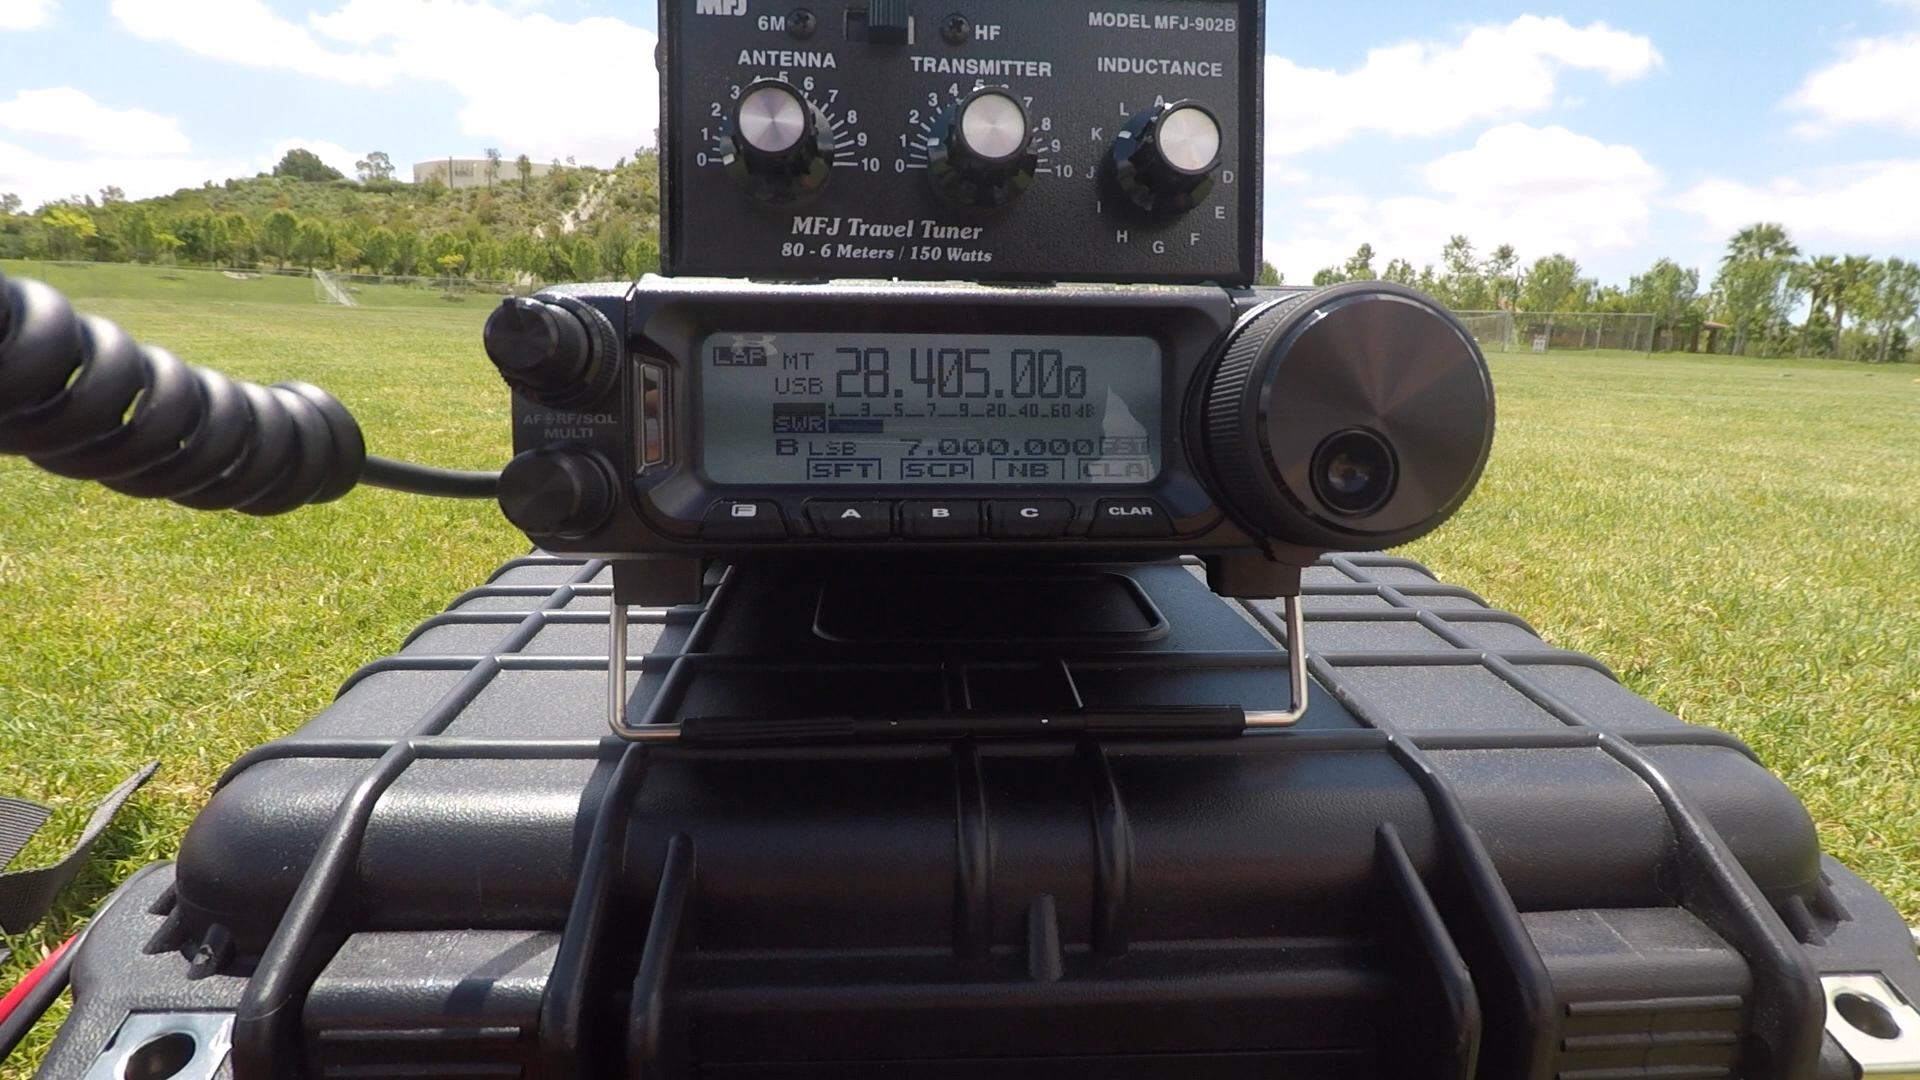 MFJ
6M HF MODEL MFJ-902B
ANTENNA TRANSMITTER INDUCTANCE
0 1 2 3 4 5 6 7 8 9 10
0 1 2 3 4 5 7 8 9 10
A D E F G H I J K L
MFJ Travel Tuner
80 - 6 Meters / 150 Watts
MT 28.405.000
USB
1 3 5 7 9 20 40 60 dB
SWR
B LSB 7.000.000 FST
SFT SCP NB CLA
AF RF/SQL
MULTI
F A B C CLAR